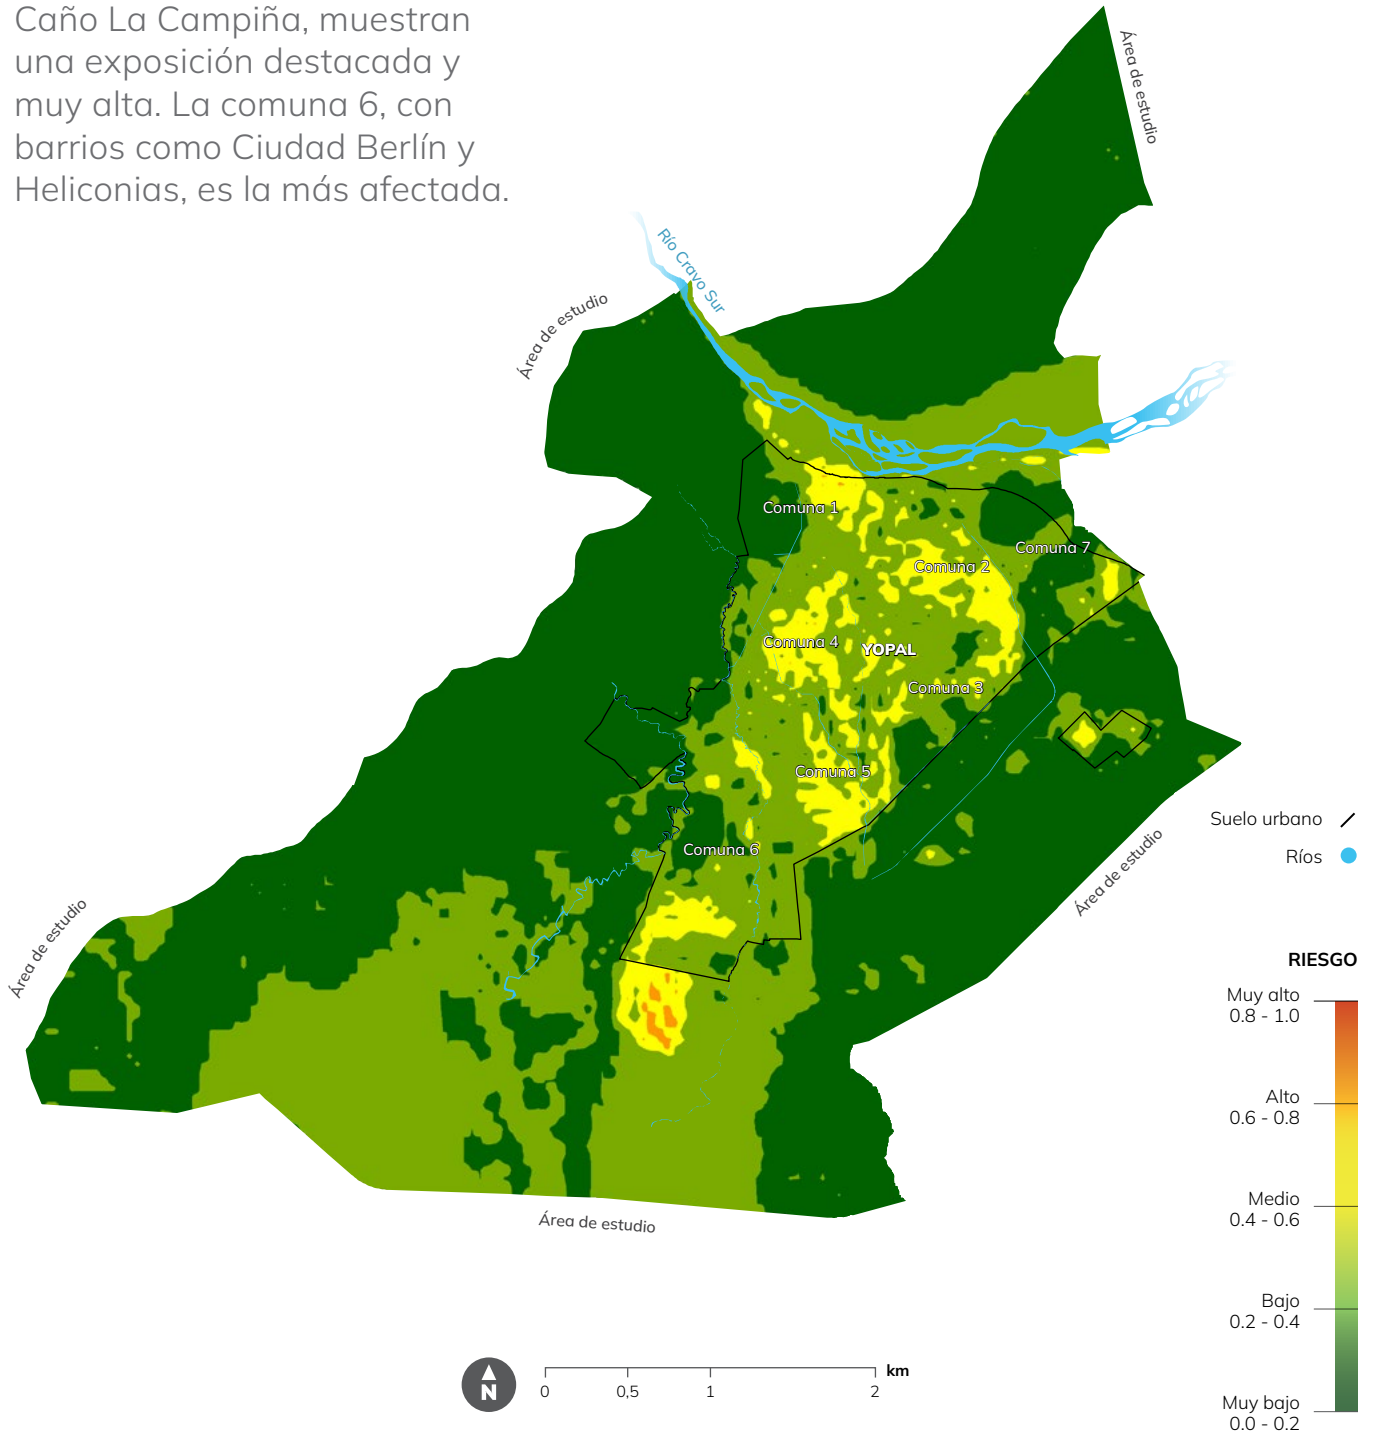 Caño La Campiña, muestran
una exposición destacada y
muy alta. La comuna 6, con
barrios como Ciudad Berlín y
Heliconias, es la más afectada.
Área de estudio
Río Cravo Sur
Área de estudio
Comuna 1
Comuna 7
Comuna 2
Comuna 4
YOPAL
Comuna 3
Comuna 5
Suelo urbano
Comuna 6
Ríos
Área de estudio
Área de estudio
RIESGO
Muy alto
0.8 - 1.0
Alto
0.6 - 0.8
Medio
0.4 - 0.6
Área de estudio
Bajo
0.2 - 0.4
Muy bajo
0.0 - 0.2
N
0 0,5 1 2 km